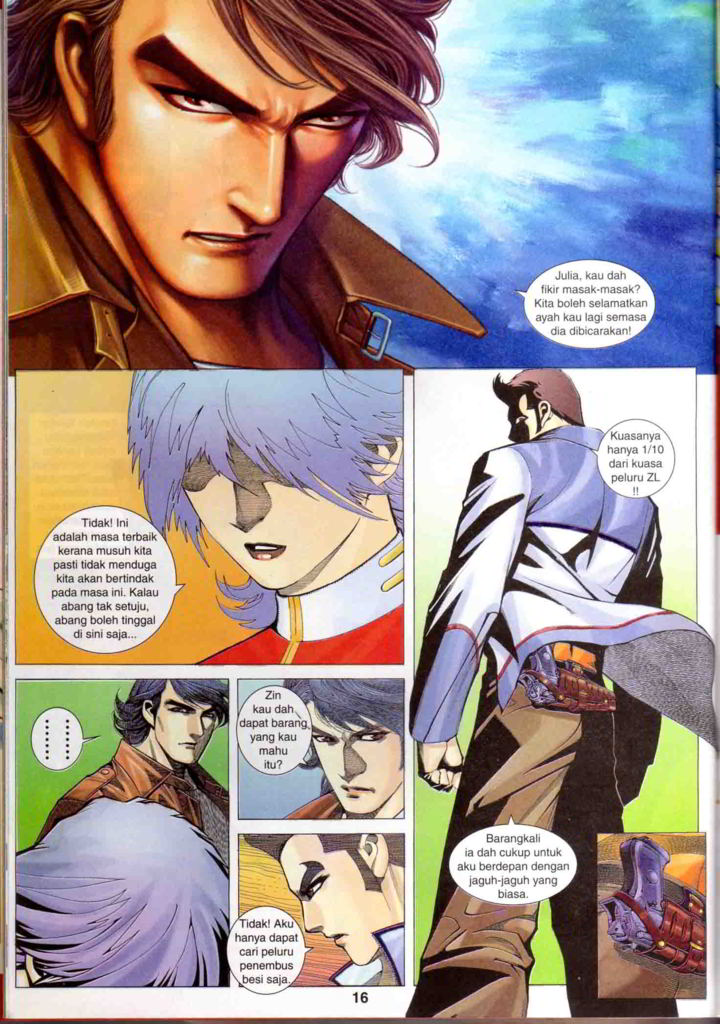 Julia, kau dah
fikir masak-masak?
Kita boleh selamatkan
ayah kau lagi semasa
dia dibicarakan!
Tidak! Ini
adalah masa terbaik
kerana musuh kita
pasti tidak menduga
kita akan bertindak
pada masa ini. Kalau
abang tak setuju,
abang boleh tinggal
di sini saja...
Zin
kau dah
dapat barang
yang kau
mahu
itu?
Tidak! Aku
hanya dapat
cari peluru
penembus
besi saja.
Kuasanya
hanya 1/10
dari kuasa
peluru ZL
!!
Barangkali
ia dah cukup untuk
aku berdepan dengan
jaguh-jaguh yang
biasa.
16